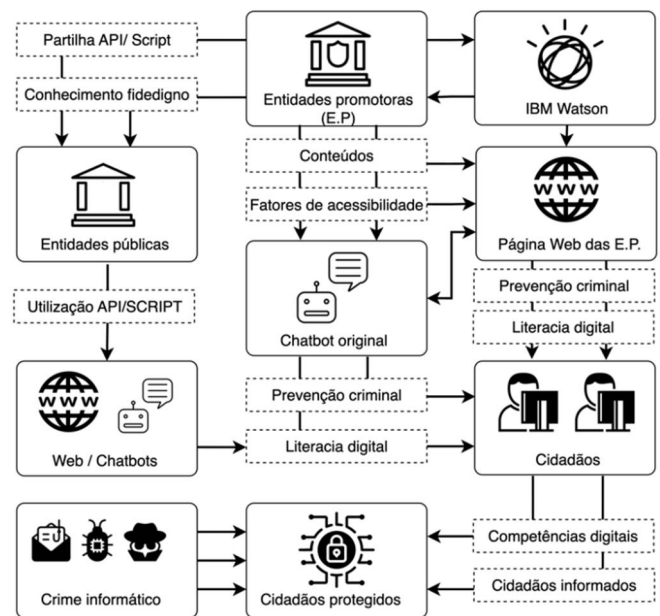 Partilha API/ Script
Conhecimento fidedigno
Entidades promotoras
(E.P)
IBM Watson
Conteúdos
Fatores de acessibilidade
Entidades públicas
WWW
Página Web das E.P.
Utilização API/SCRIPT
Chatbot original
Prevenção criminal
Literacia digital
WWW
Web / Chatbots
Prevenção criminal
Literacia digital
Cidadãos
Crime informático
Cidadãos protegidos
Competências digitais
Cidadãos informados